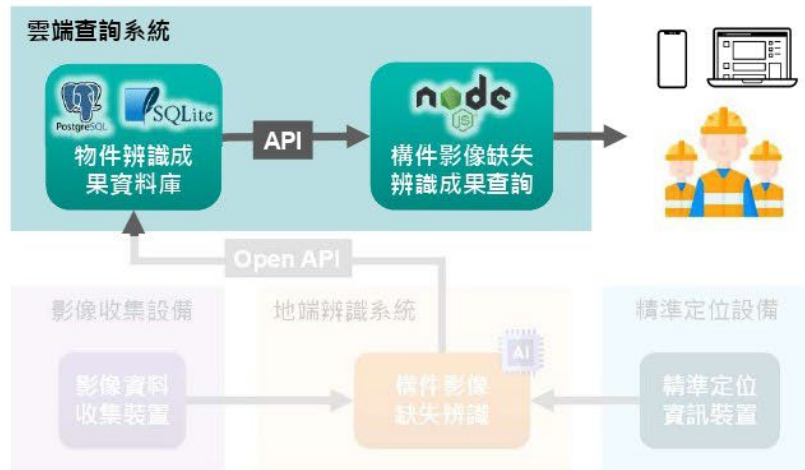 雲端查詢系統
PostgreSQL
SQLite
物件辨識成
果資料庫
API
node
JS
構件影像缺失
辨識成果查詢
Open API
影像收集設備
地端辨識系統
精準定位設備
AI
影像資料
收集裝置
構件影像
缺失辨識
精準定位
資訊裝置